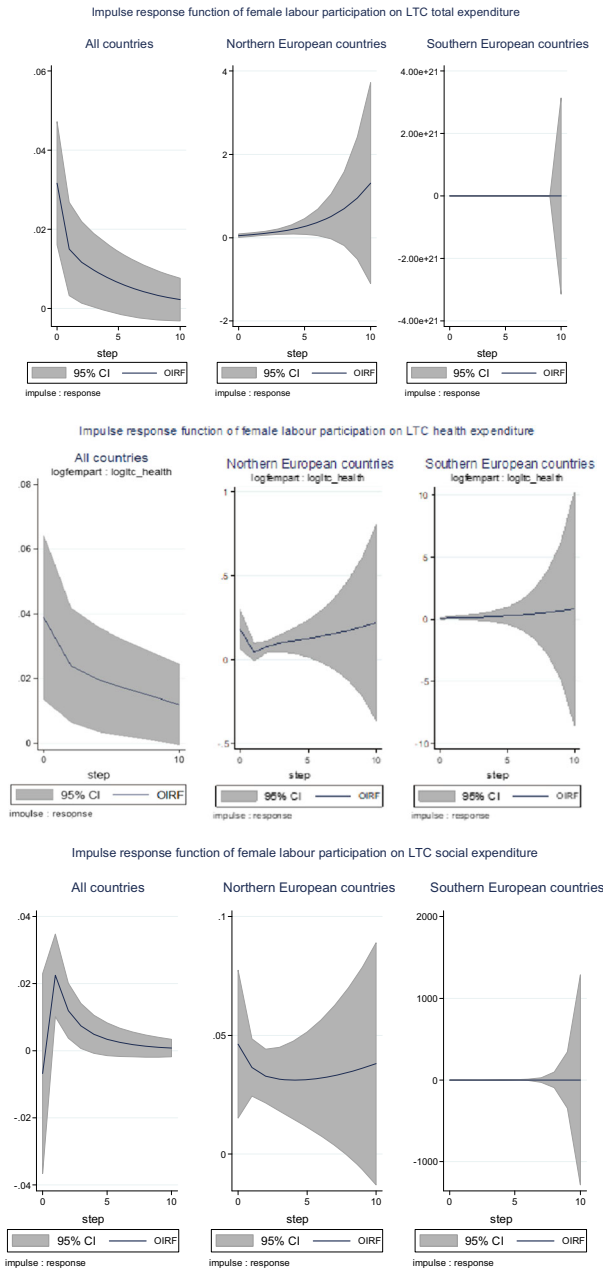 Impulse response function of female labour participation on LTC total expenditure
All countries
Northern European countries
Southern European countries
.06
.04
.02
0
0 5 10
step
95% CI OIRF
impulse : response
4
2
0
-2
0 5 10
step
95% CI OIRF
impulse : response
4.00e+21
2.00e+21
0
-2.00e+21
-4.00e+21
0 5 10
step
95% CI OIRF
impulse : response
Impulse response function of female labour participation on LTC health expenditure
All countries
logfempart : logltc_health
.08
.06
.04
.02
0
0 10
step
95% CI OIRF
impulse : response
Northern European countries
logfempart : logltc_health
1
.5
0
-.5
0 5 10
step
95% CI OIRF
impulse : response
Southern European countries
logfempart : logltc_health
10
5
0
-5
-10
0 5 10
step
95% CI OIRF
impulse : response
Impulse response function of female labour participation on LTC social expenditure
All countries
Northern European countries
Southern European countries
.04
.02
0
-.02
-.04
0 5 10
step
95% CI OIRF
impulse : response
.1
.05
0
0 5 10
step
95% CI OIRF
impulse : response
2000
1000
0
-1000
0 5 10
step
95% CI OIRF
impulse : response